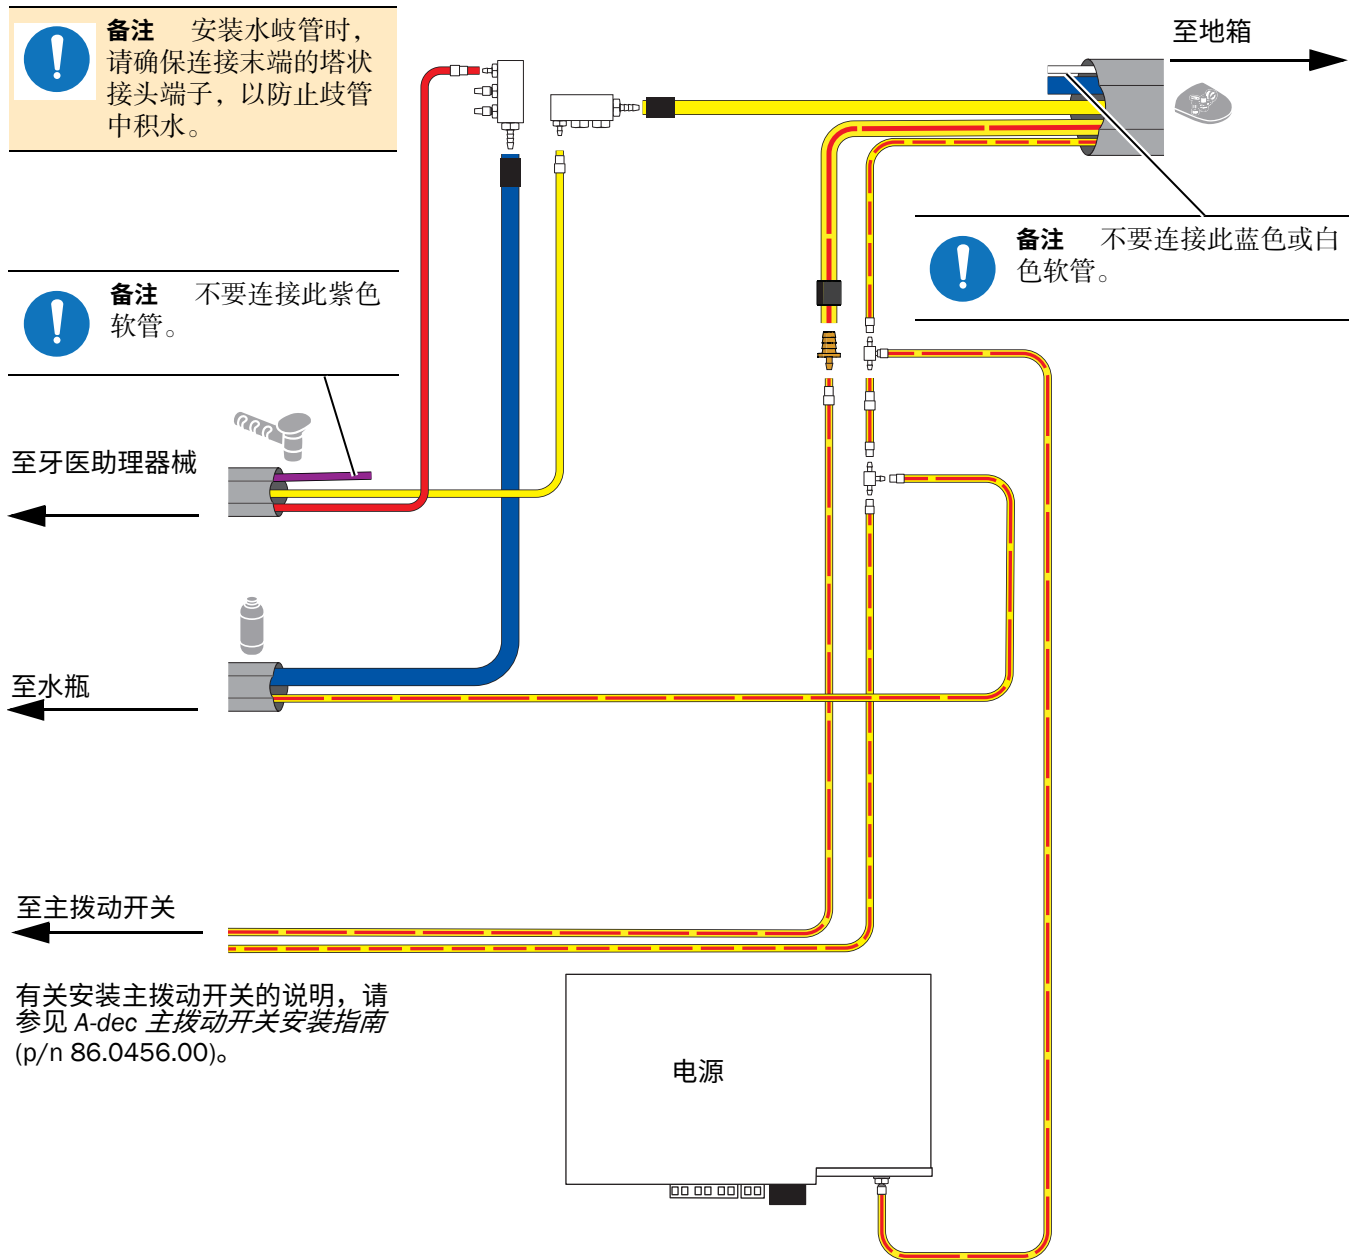 备注 安装水歧管时，
请确保连接末端的塔状
接头端子，以防止歧管
中积水。
至地箱
备注 不要连接此蓝色或白
色软管。
备注 不要连接此紫色
软管。
至牙医助理器械
至水瓶
至主拨动开关
有关安装主拨动开关的说明，请
参见 A-dec 主拨动开关安装指南
(p/n 86.0456.00)。
电源